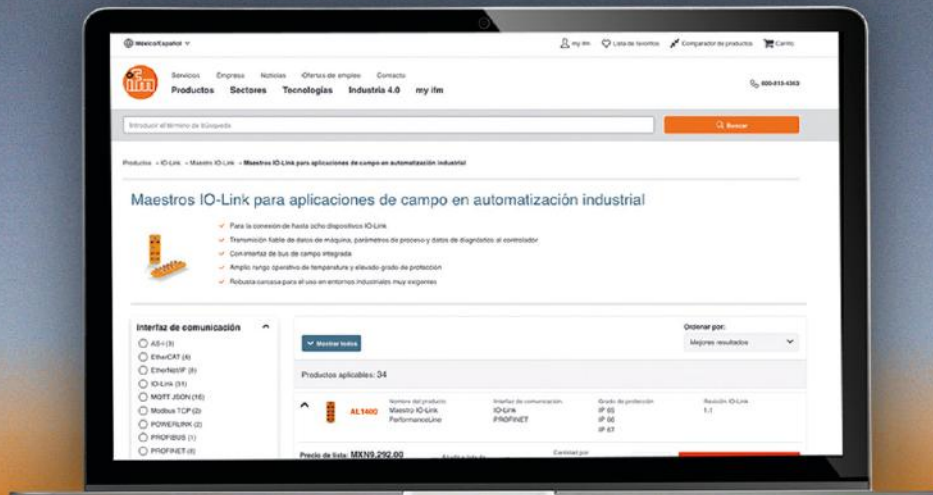 México/Español
my ifm
Lista de favoritos
Comparador de productos
Carrito
ifm
Servicios Empresa Noticias Ofertas de empleo Contacto
Productos Sectores Tecnologías Industria 4.0 my ifm
Introducir el término de búsqueda
Buscar
Productos IO-Link Maestro IO-Link Maestros IO-Link para aplicaciones de campo en automatización industrial
Maestros IO-Link para aplicaciones de campo en automatización industrial
Para la conexión de hasta ocho dispositivos IO-Link
Transmisión fiable de datos de máquina, parámetros de proceso y datos de diagnóstico al controlador
Con interfaz de bus de campo integrada
Amplio rango operativo de temperatura y elevado grado de protección
Robusta carcasa para el uso en entornos industriales muy exigentes
Interfaz de comunicación
AS-i (3)
EtherCAT (4)
EtherNet/IP (8)
IO-Link (31)
MQTT JSON (16)
Modbus TCP (2)
POWERLINK (2)
PROFIBUS (1)
PROFINET (8)
Mostrar todos
Ordenar por:
Mejores resultados
Productos aplicables: 34
AL1400
Nombre del producto
Maestro IO-Link
PerformanceLine
Interfaz de comunicación
IO-Link
PROFINET
Grado de protección
IP 65
IP 66
IP 67
Revisión IO-Link
1.1
Precio de lista: MXN9,292.00
Cantidad por